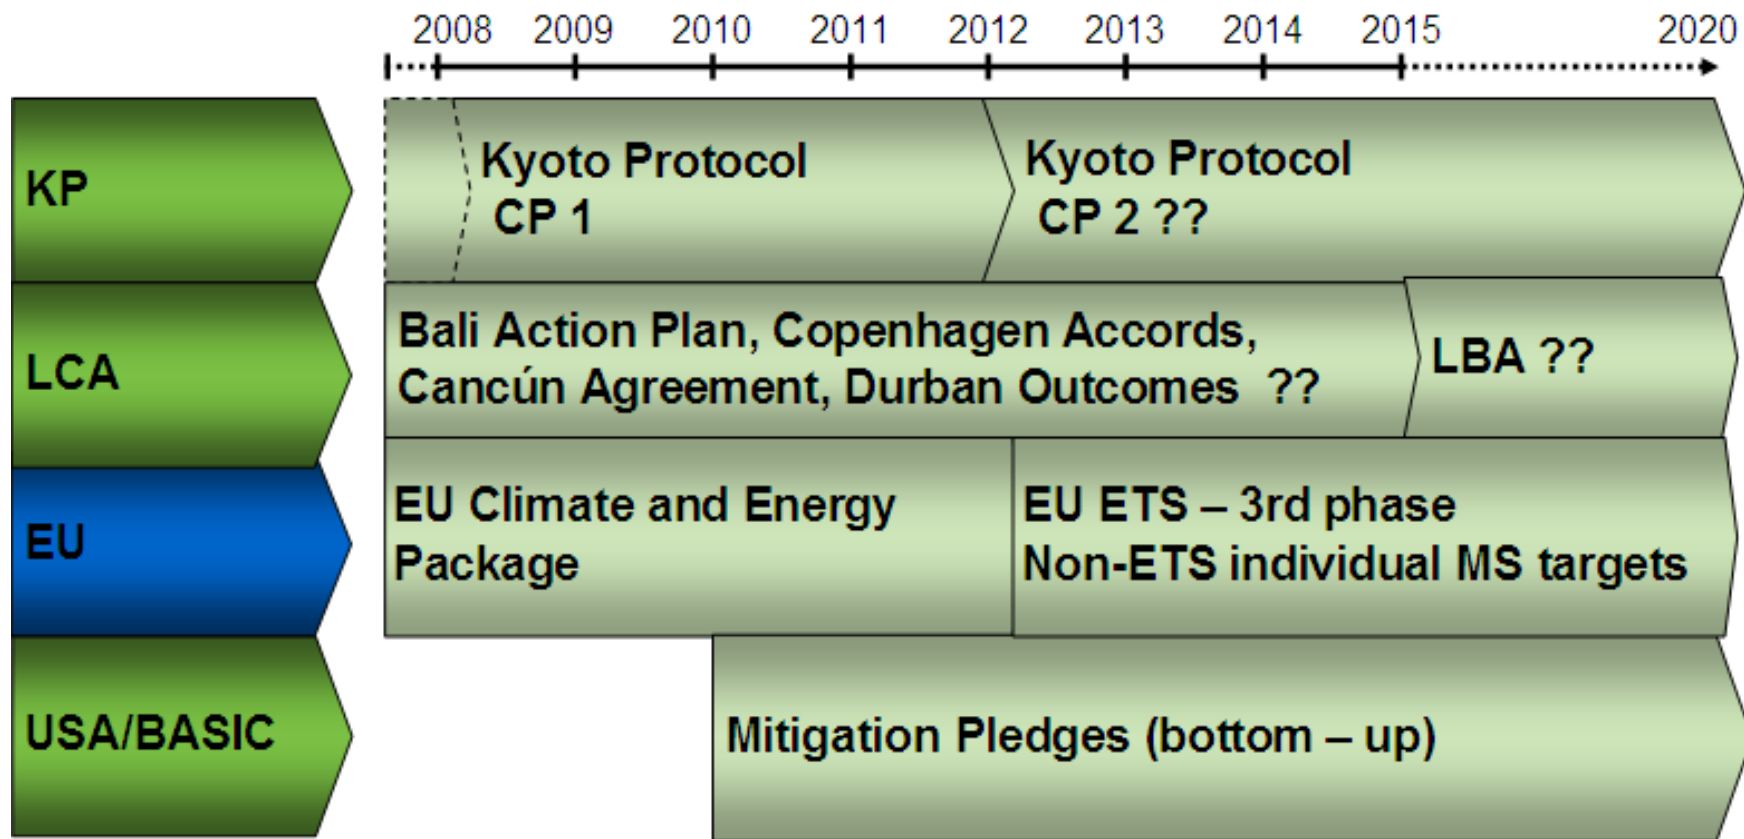 2008 2009 2010 2011 2012 2013 2014 2015 2020
KP
Kyoto Protocol
CP 1
Kyoto Protocol
CP 2 ??
LCA
Bali Action Plan, Copenhagen Accords,
Cancún Agreement, Durban Outcomes ??
LBA ??
EU
EU Climate and Energy
Package
EU ETS – 3rd phase
Non-ETS individual MS targets
USA/BASIC
Mitigation Pledges (bottom – up)